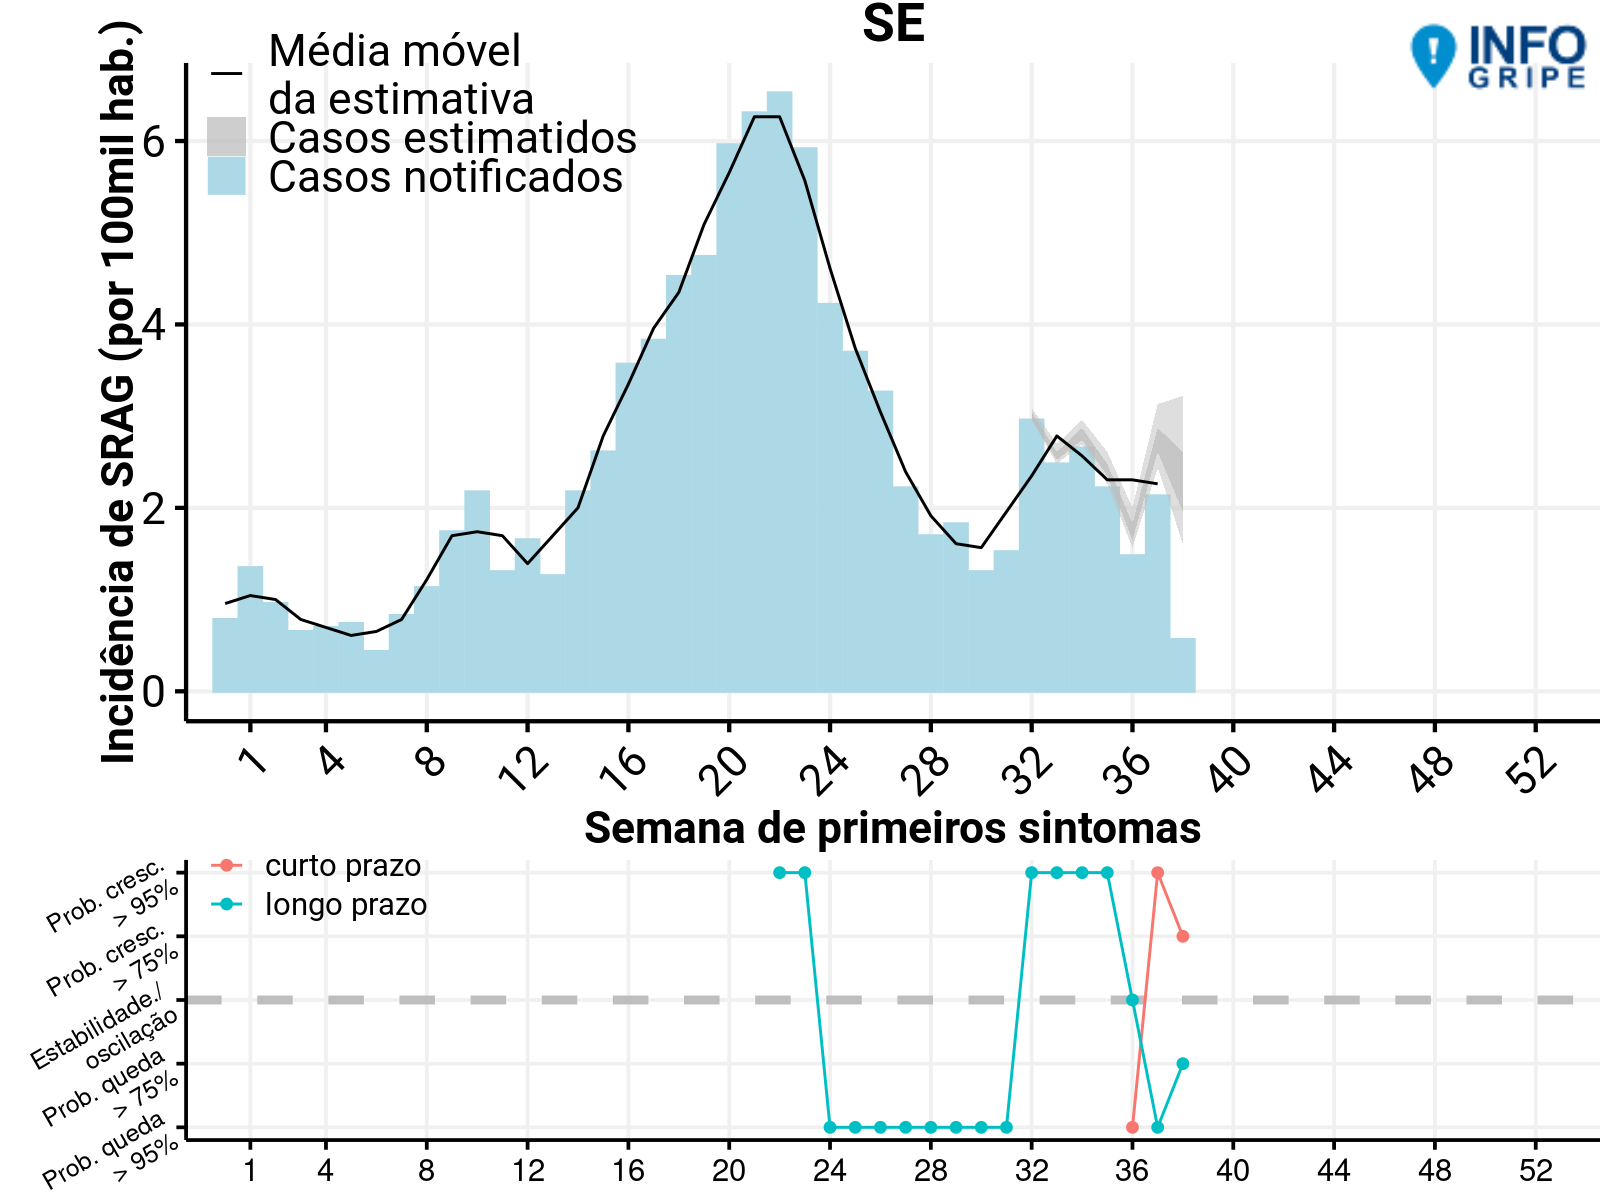 SE
INFO
GRIPE
Incidência de SRAG (por 100mil hab.)
Média móvel
da estimativa
Casos estimatidos
Casos notificados
6
4
2
0
1 4 8 12 16 20 24 28 32 36 40 44 48 52
Semana de primeiros sintomas
curto prazo
longo prazo
Prob. cresc.
> 95%
Prob. cresc.
> 75%
Estabilidade./
oscilação
Prob. queda
> 75%
Prob. queda
> 95%
1 4 8 12 16 20 24 28 32 36 40 44 48 52